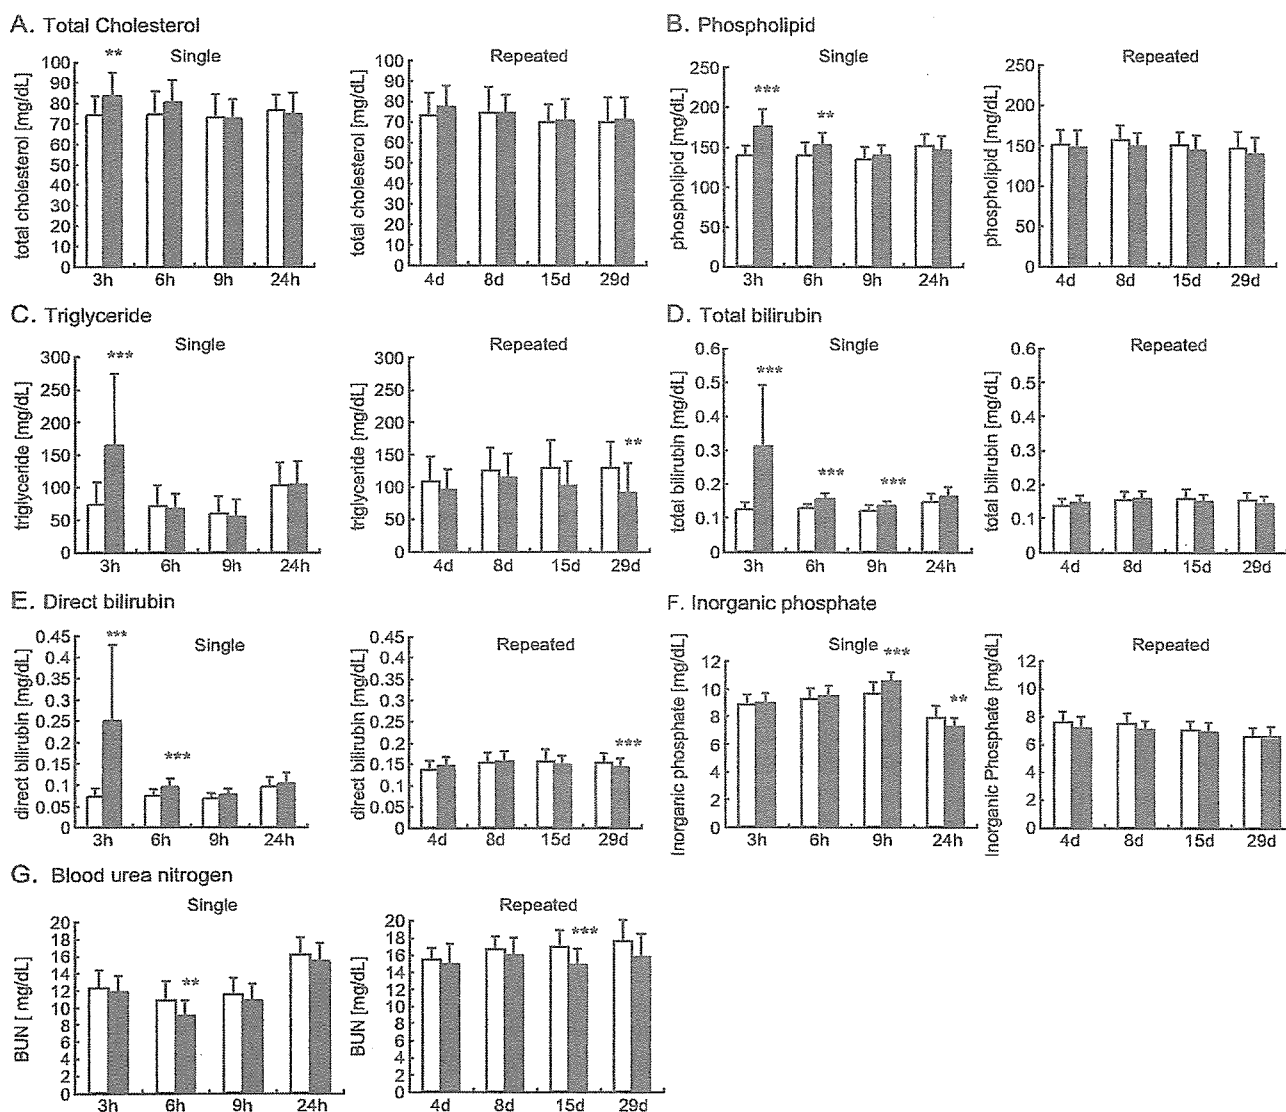 A. Total Cholesterol
Single
**
total cholesterol [mg/dL]
100
90
80
70
60
50
40
30
20
10
0
3h 6h 9h 24h
Repeated
total cholesterol [mg/dL]
100
90
80
70
60
50
40
30
20
10
0
4d 8d 15d 29d
B. Phospholipid
Single
*** **
phospholipid [mg/dL]
250
200
150
100
50
0
3h 6h 9h 24h
Repeated
phospholipid [mg/dL]
250
200
150
100
50
0
4d 8d 15d 29d
C. Triglyceride
Single
***
triglyceride [mg/dL]
300
250
200
150
100
50
0
3h 6h 9h 24h
Repeated
**
triglyceride [mg/dL]
300
250
200
150
100
50
0
4d 8d 15d 29d
D. Total bilirubin
Single
*** *** ***
total bilirubin [mg/dL]
0.6
0.5
0.4
0.3
0.2
0.1
0
3h 6h 9h 24h
Repeated
total bilirubin [mg/dL]
0.6
0.5
0.4
0.3
0.2
0.1
0
4d 8d 15d 29d
E. Direct bilirubin
Single
*** ***
direct bilirubin [mg/dL]
0.45
0.4
0.35
0.3
0.25
0.2
0.15
0.1
0.05
0
3h 6h 9h 24h
Repeated
***
direct bilirubin [mg/dL]
0.45
0.4
0.35
0.3
0.25
0.2
0.15
0.1
0.05
0
4d 8d 15d 29d
F. Inorganic phosphate
Single
*** **
Inorganic phosphate [mg/dL]
12
10
8
6
4
2
0
3h 6h 9h 24h
Repeated
Inorganic Phosphate [mg/dL]
12
10
8
6
4
2
0
4d 8d 15d 29d
G. Blood urea nitrogen
Single
**
BUN [ mg/dL]
20
18
16
14
12
10
8
6
4
2
0
3h 6h 9h 24h
Repeated
***
BUN [mg/dL]
20
18
16
14
12
10
8
6
4
2
0
4d 8d 15d 29d